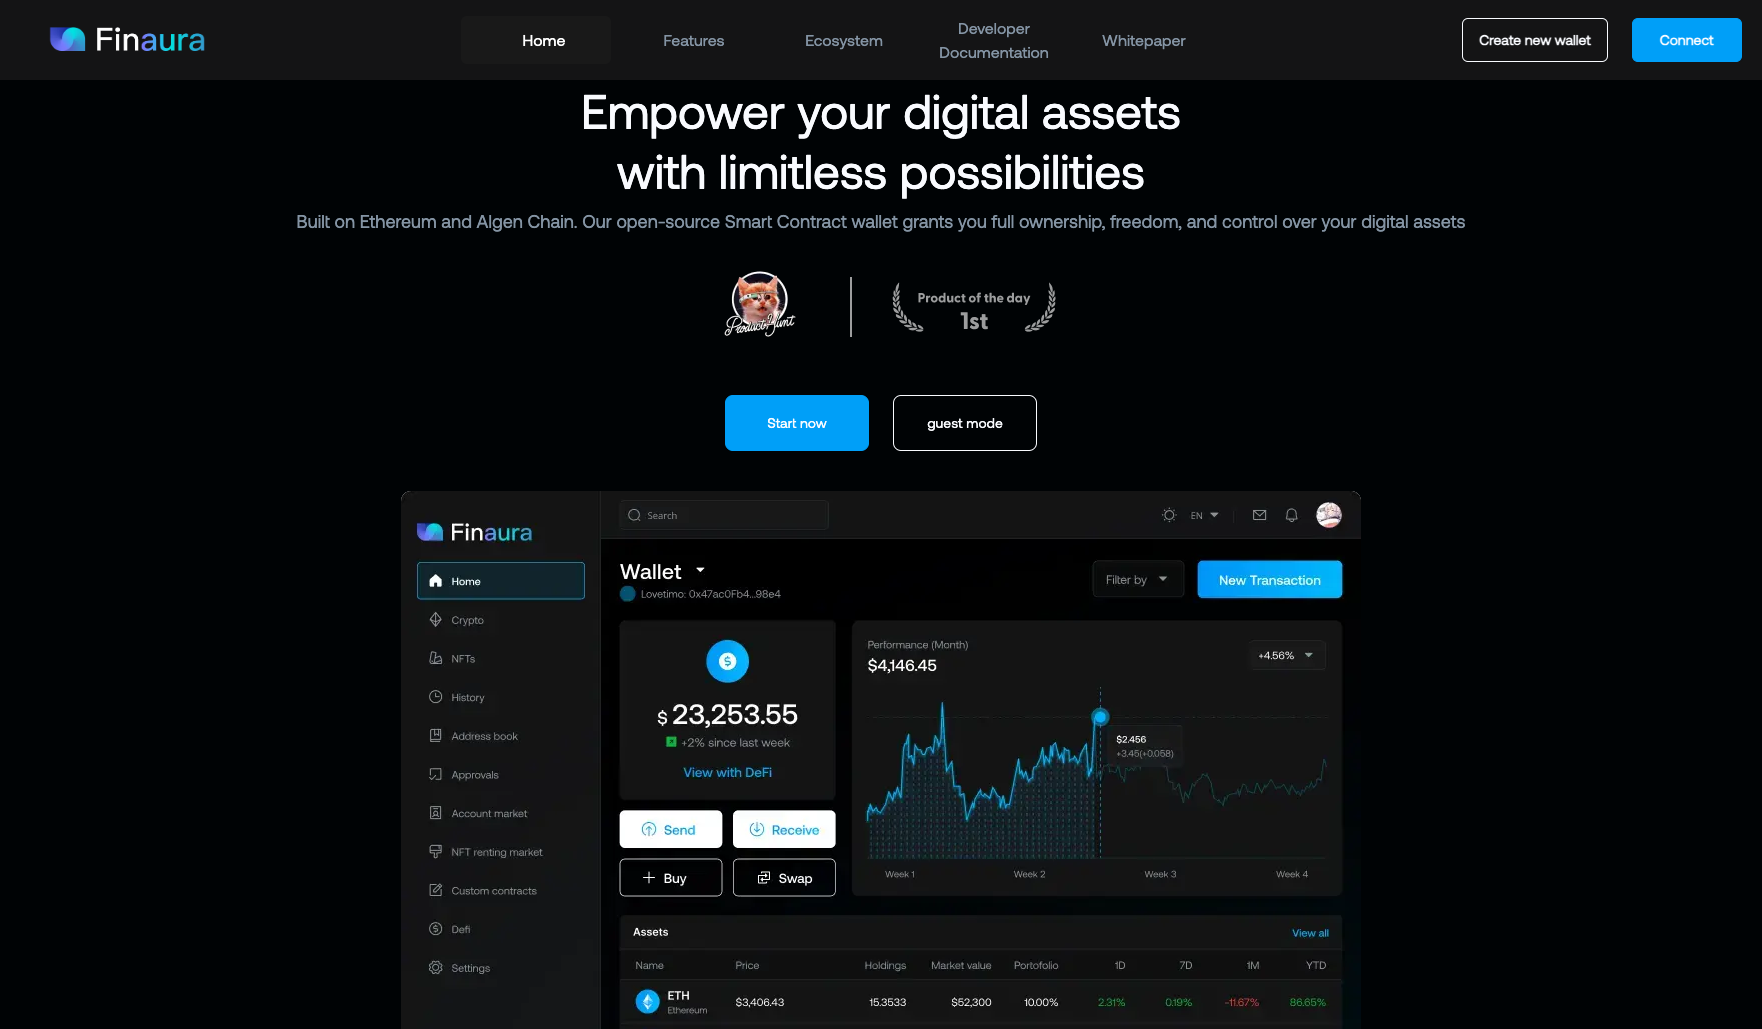 Finaura
Home
Features
Ecosystem
Developer
Documentation
Whitepaper
Create new wallet
Connect
Empower your digital assets
with limitless possibilities
Built on Ethereum and Algen Chain. Our open-source Smart Contract wallet grants you full ownership, freedom, and control over your digital assets
Product Hunt
Product of the day
1st
Start now
guest mode
Finaura
Search
EN
Home
Crypto
NFTs
History
Address book
Approvals
Account market
NFT renting market
Custom contracts
Defi
Settings
Wallet
Lovetimo: 0x47ac0Fb4...98e4
Filter by
New Transaction
$ 23,253.55
+2% since last week
View with DeFi
Send
Receive
Buy
Swap
Performance (Month)
$4,146.45
+4.56%
$2.456
+3.45(+0.058)
Week 1
Week 2
Week 3
Week 4
Assets
View all
Name Price Holdings Market value Portofolio 1D 7D 1M YTD
ETH $3,406.43 15.3533 $52,300 10.00% 2.31% 0.19% -11.67% 86.65%
Ethereum